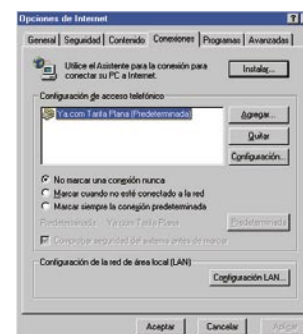 Opciones de Internet
General Seguridad Contenido Conexiones Programas Avanzadas
Utilice el Asistente para la conexión para
conectar su PC a Internet.
Instalar...
Configuración de acceso telefónico
Ya.com Tarifa Plana (Predeterminada)
Agregar...
Quitar
Configuración...
No marcar una conexión nunca
Marcar cuando no esté conectado a la red
Marcar siempre la conexión predeterminada
Predeterminada Ya.com Tarifa Plana Predeterminada
Comprobar seguridad del sistema antes de marcar
Configuración de la red de área local (LAN)
Configuración LAN...
Aceptar Cancelar Aplicar